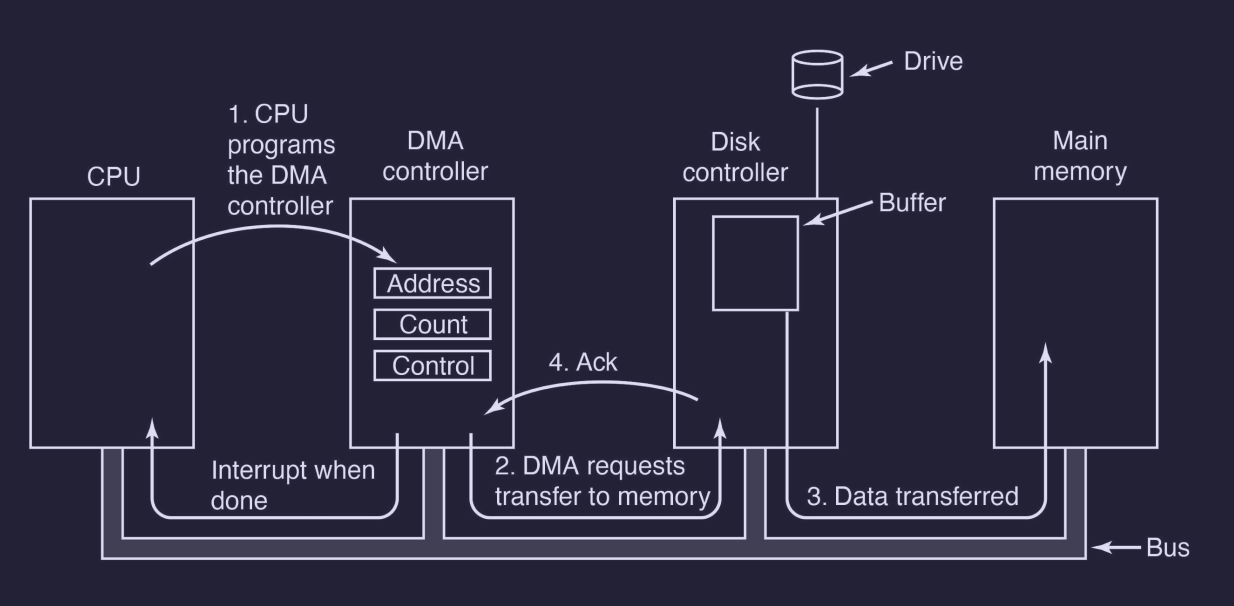 Drive
1. CPU
programs
the DMA
controller
CPU
DMA
controller
Disk
controller
Main
memory
Buffer
Address
Count
Control
4. Ack
Interrupt when
done
2. DMA requests
transfer to memory
3. Data transferred
Bus